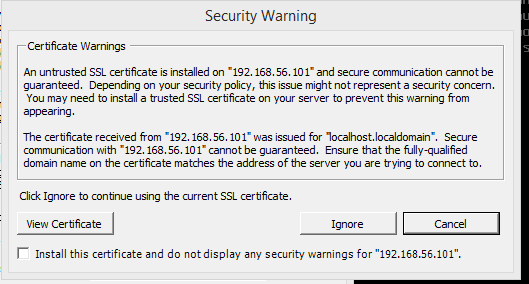 Security Warning
Certificate Warnings
An untrusted SSL certificate is installed on "192.168.56.101" and secure communication cannot be
guaranteed. Depending on your security policy, this issue might not represent a security concern.
You may need to install a trusted SSL certificate on your server to prevent this warning from
appearing.
The certificate received from "192.168.56.101" was issued for "localhost.localdomain". Secure
communication with "192.168.56.101" cannot be guaranteed. Ensure that the fully-qualified
domain name on the certificate matches the address of the server you are trying to connect to.
Click Ignore to continue using the current SSL certificate.
View Certificate
Ignore
Cancel
Install this certificate and do not display any security warnings for "192.168.56.101".